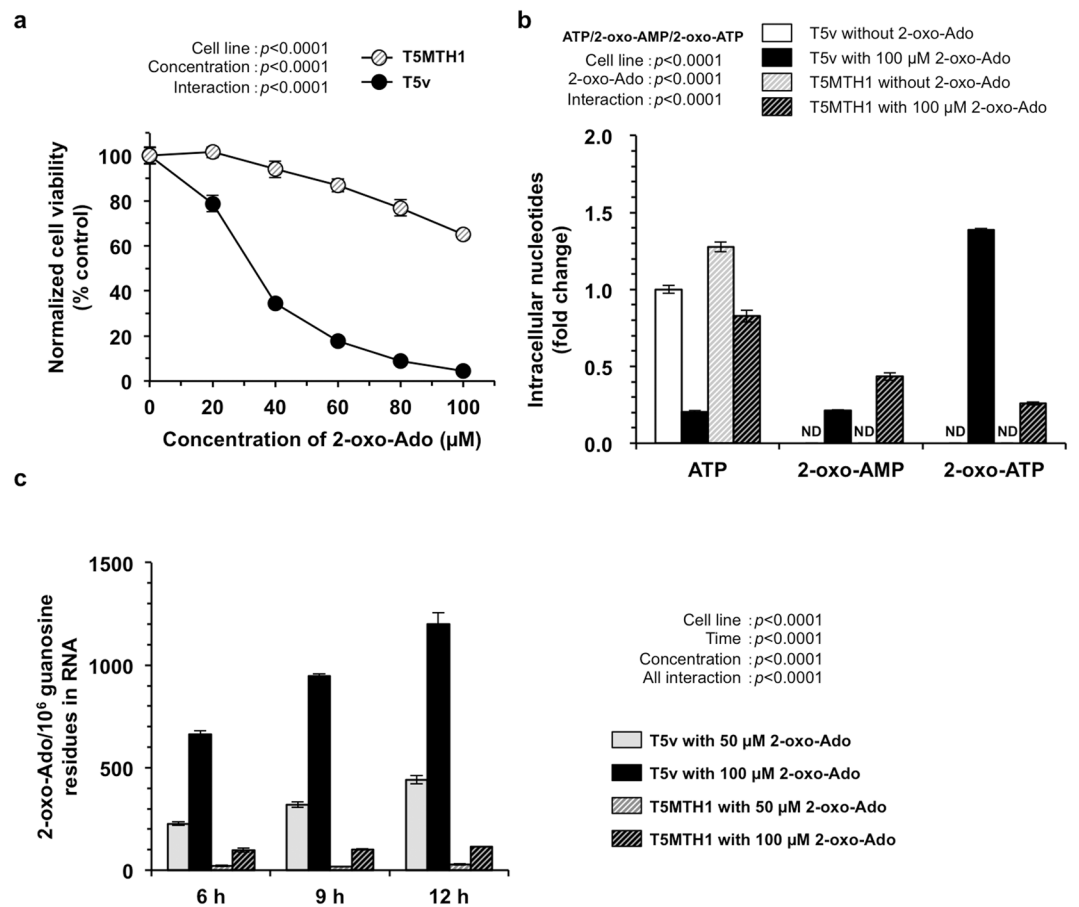 a
Cell line : p<0.0001
Concentration : p<0.0001
Interaction : p<0.0001
T5MTH1
T5v
Normalized cell viability
(% control)
100
80
60
40
20
0
0 20 40 60 80 100
Concentration of 2-oxo-Ado (µM)
b
ATP/2-oxo-AMP/2-oxo-ATP
Cell line : p<0.0001
2-oxo-Ado : p<0.0001
Interaction : p<0.0001
T5v without 2-oxo-Ado
T5v with 100 µM 2-oxo-Ado
T5MTH1 without 2-oxo-Ado
T5MTH1 with 100 µM 2-oxo-Ado
Intracellular nucleotides
(fold change)
2.0
1.5
1.0
0.5
0.0
ND ND ND ND
ATP 2-oxo-AMP 2-oxo-ATP
c
2-oxo-Ado/10⁶ guanosine
residues in RNA
1500
1000
500
0
6 h 9 h 12 h
Cell line : p<0.0001
Time : p<0.0001
Concentration : p<0.0001
All interaction : p<0.0001
T5v with 50 µM 2-oxo-Ado
T5v with 100 µM 2-oxo-Ado
T5MTH1 with 50 µM 2-oxo-Ado
T5MTH1 with 100 µM 2-oxo-Ado